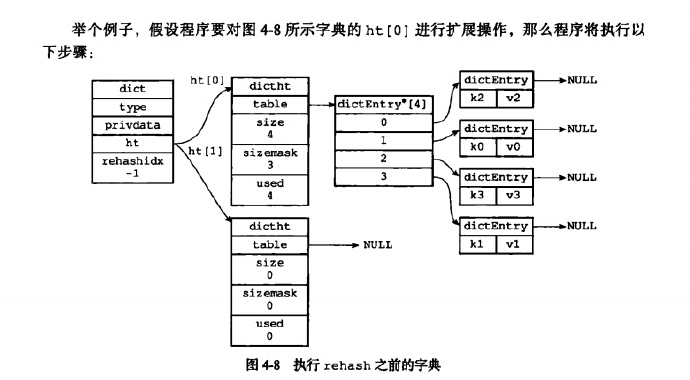 举个例子，假设程序要对图 4-8 所示字典的 ht[0] 进行扩展操作，那么程序将执行以
下步骤：
ht[0]
ht[1]
dict
type
privdata
ht
rehashidx
-1
dictht
table
size
4
sizemask
3
used
4
dictEntry*[4]
0
1
2
3
dictEntry
k2 v2
NULL
dictEntry
k0 v0
NULL
dictEntry
k3 v3
NULL
dictEntry
k1 v1
NULL
dictht
table
NULL
size
0
sizemask
0
used
0
图 4-8 执行 rehash 之前的字典